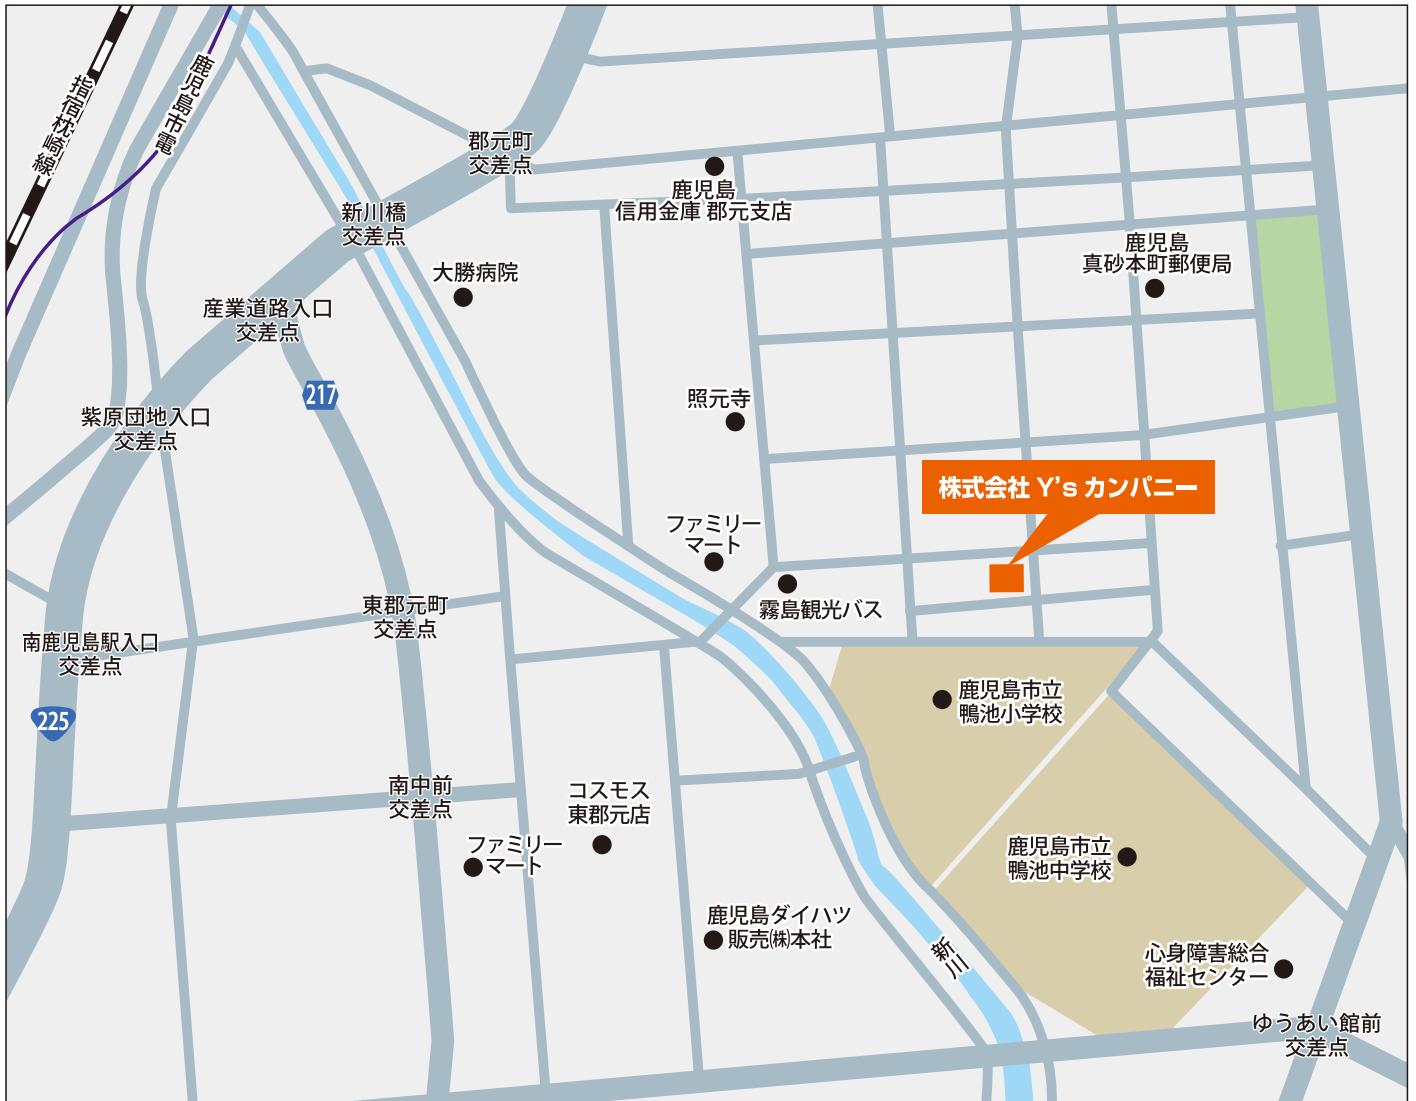 指宿枕崎線
鹿児島市電
郡元町
交差点
新川橋
交差点
鹿児島
信用金庫 郡元支店
鹿児島
真砂本町郵便局
大勝病院
産業道路入口
交差点
217
照元寺
紫原団地入口
交差点
株式会社 Y's カンパニー
ファミリー
マート
霧島観光バス
東郡元町
交差点
南鹿児島駅入口
交差点
225
鹿児島市立
鴨池小学校
南中前
交差点
コスモス
東郡元店
ファミリー
マート
鹿児島市立
鴨池中学校
鹿児島ダイハツ
販売㈱本社
新川
心身障害総合
福祉センター
ゆうあい館前
交差点